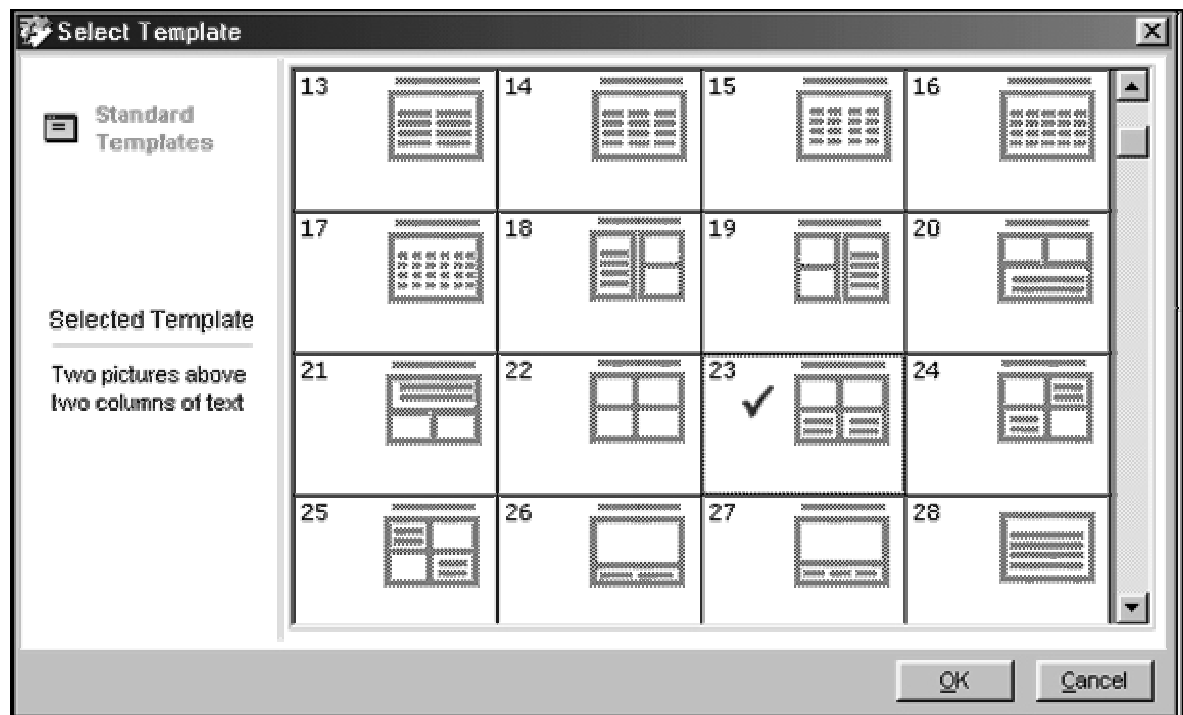 Select Template
Standard
Templates
Selected Template
Two pictures above
two columns of text
13 14 15 16
17 18 19 20
21 22 23 24
25 26 27 28
OK Cancel